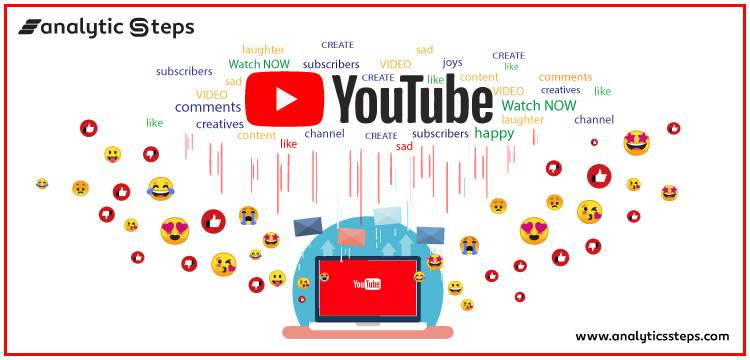 analytic Steps
laughter CREATE sad
Watch NOW subscribers joys CREATE
subscribers VIDEO like
sad CREATE like content comments
VIDEO VIDEO creatives like
comments YouTube Watch NOW
like creatives laughter channel
content channel CREATE subscribers happy
like sad
YouTube
www.analyticssteps.com